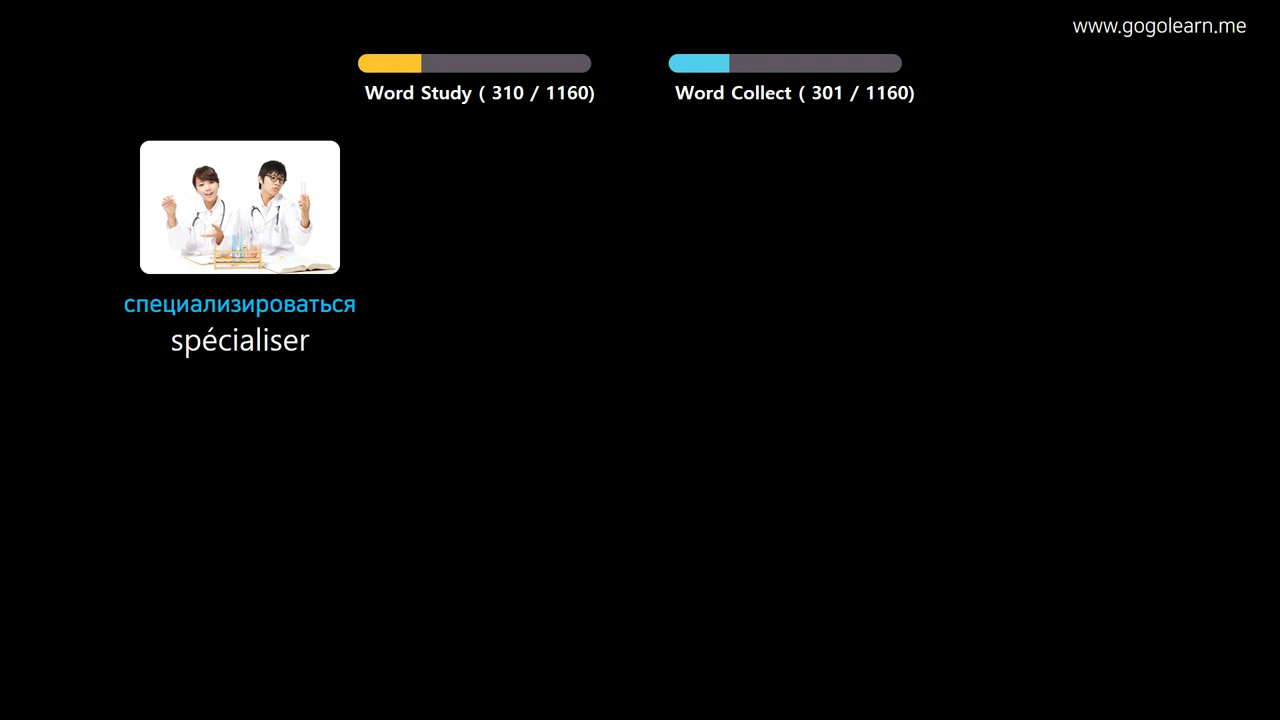 www.gogolearn.me
Word Study ( 310 / 1160)
Word Collect ( 301 / 1160)
специализироваться
spécialiser